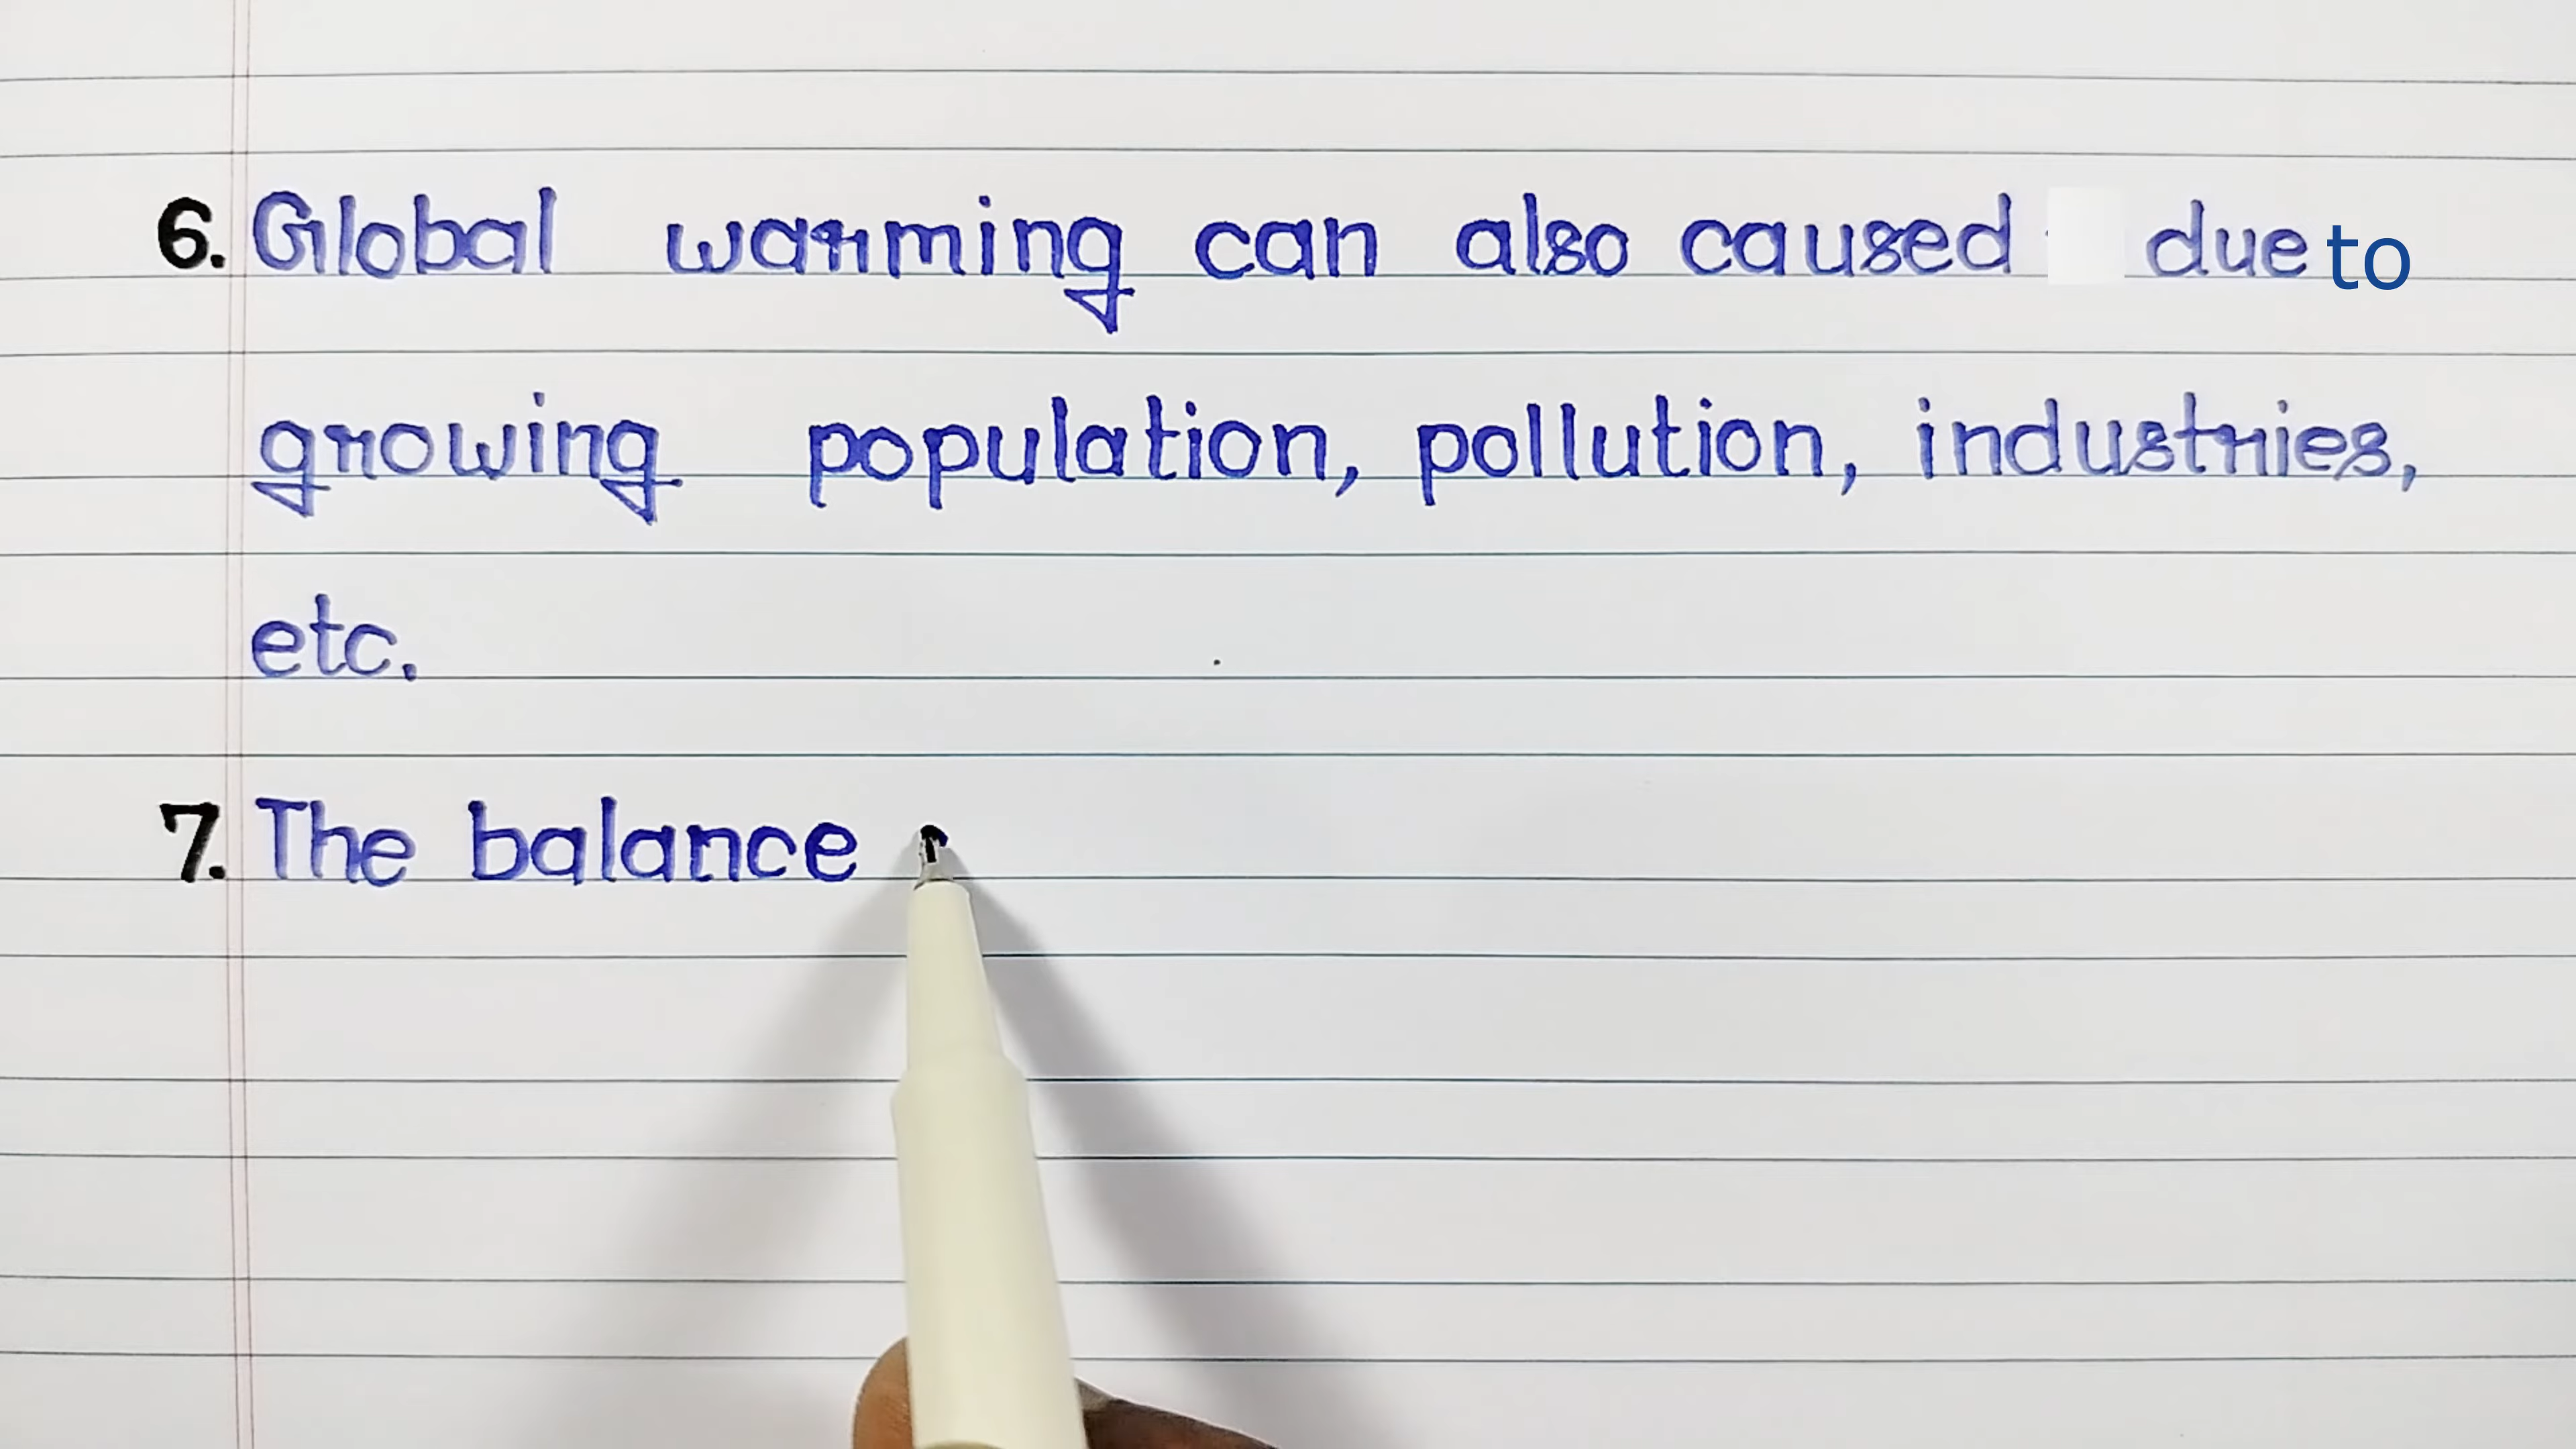 6. Global warming can also caused due to
growing population, pollution, industries,
etc.
7. The balance